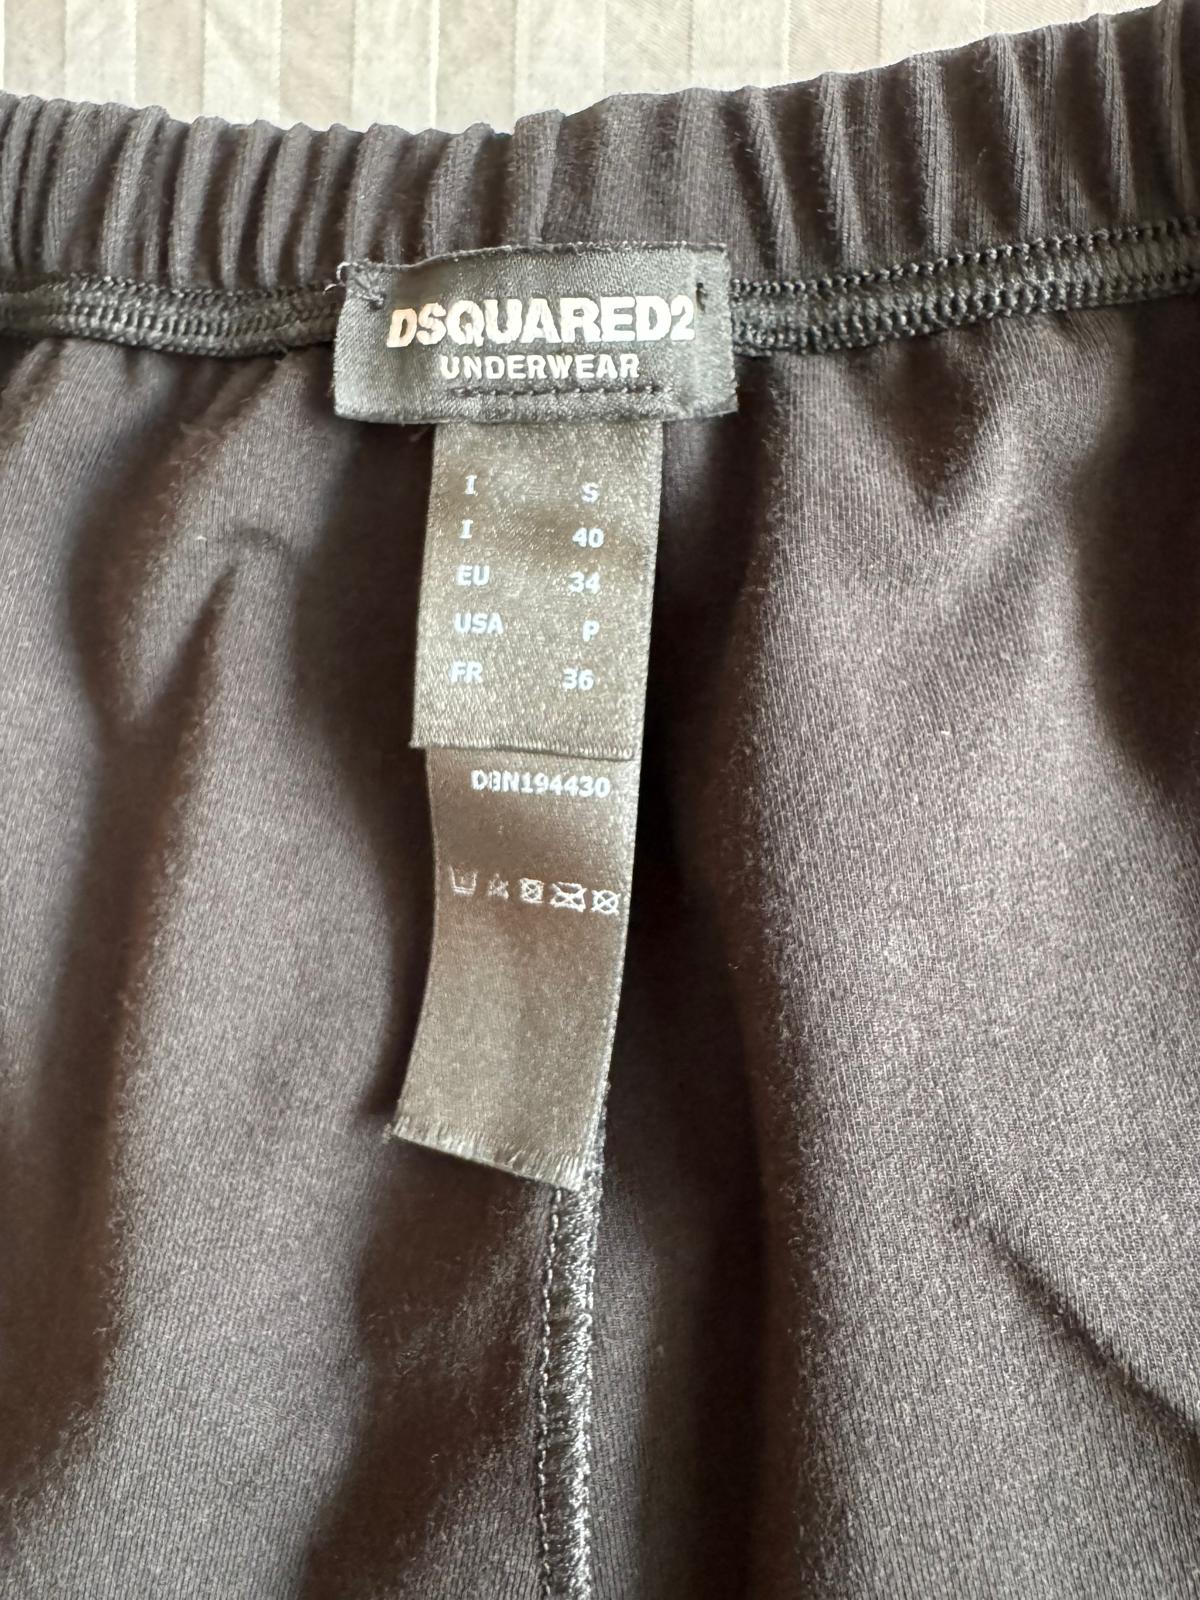 DSQUARED2
UNDERWEAR
I S
I 40
EU 34
USA P
FR 36
D8N194430